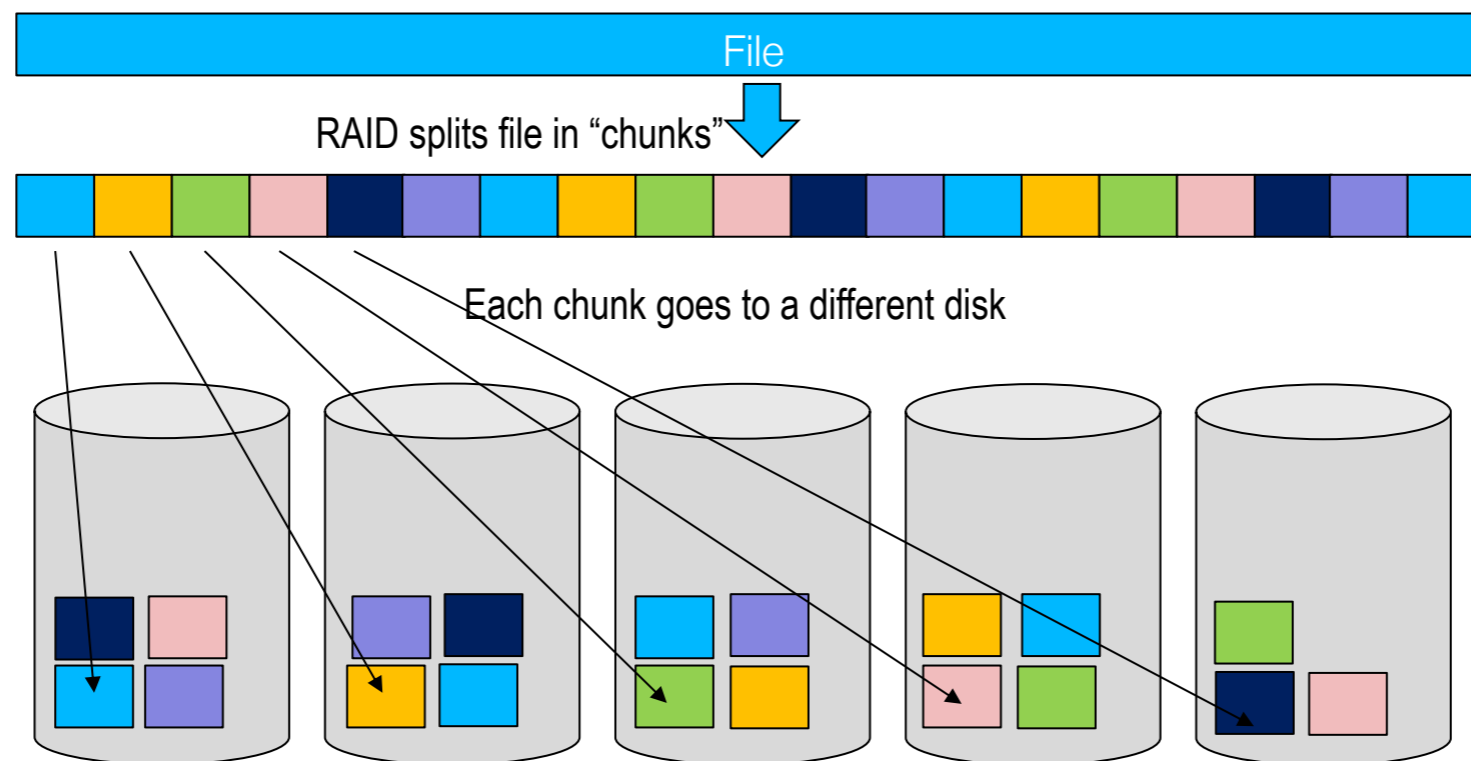 File
RAID splits file in “chunks”
Each chunk goes to a different disk